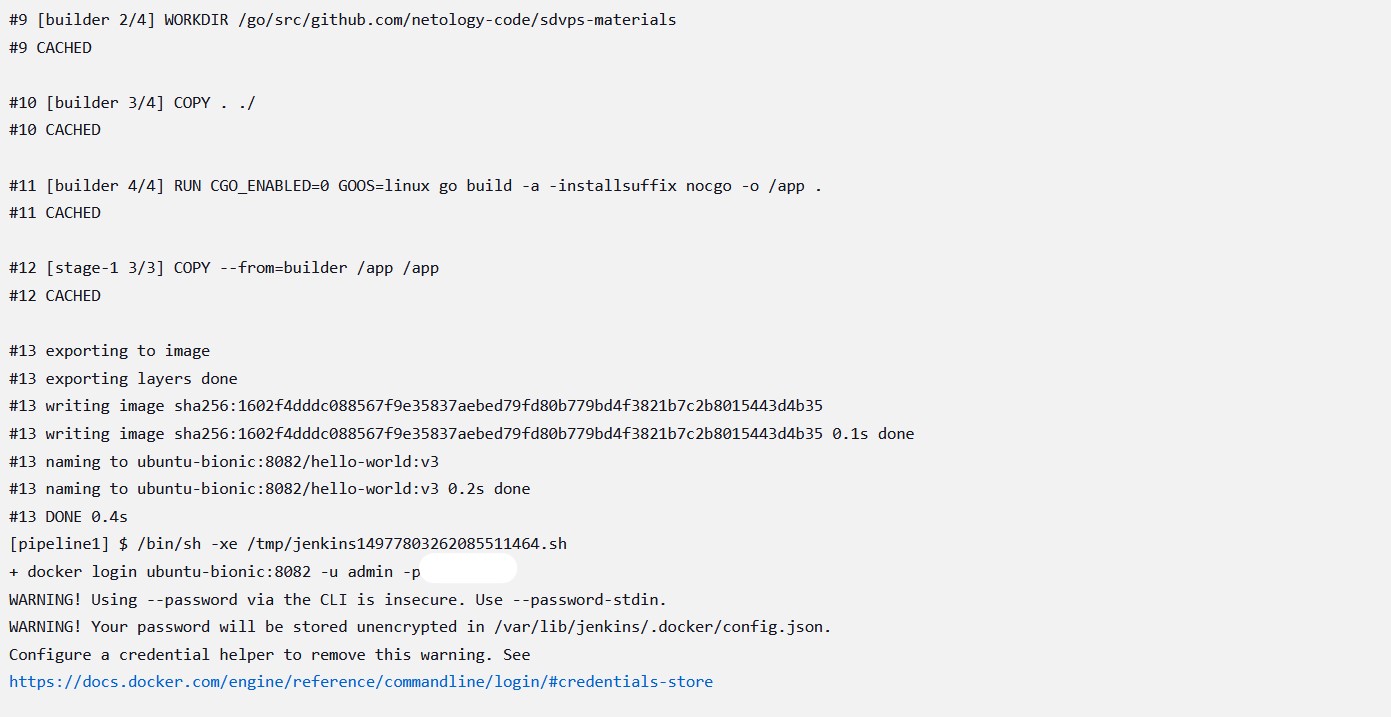 #9 [builder 2/4] WORKDIR /go/src/github.com/netology-code/sdvps-materials
#9 CACHED
#10 [builder 3/4] COPY . ./
#10 CACHED
#11 [builder 4/4] RUN CGO_ENABLED=0 GOOS=linux go build -a -installsuffix nocgo -o /app .
#11 CACHED
#12 [stage-1 3/3] COPY --from=builder /app /app
#12 CACHED
#13 exporting to image
#13 exporting layers done
#13 writing image sha256:1602f4dddc088567f9e35837aebed79fd80b779bd4f3821b7c2b8015443d4b35
#13 writing image sha256:1602f4dddc088567f9e35837aebed79fd80b779bd4f3821b7c2b8015443d4b35 0.1s done
#13 naming to ubuntu-bionic:8082/hello-world:v3
#13 naming to ubuntu-bionic:8082/hello-world:v3 0.2s done
#13 DONE 0.4s
[pipeline1] $ /bin/sh -xe /tmp/jenkins14977803262085511464.sh
+ docker login ubuntu-bionic:8082 -u admin -p
WARNING! Using --password via the CLI is insecure. Use --password-stdin.
WARNING! Your password will be stored unencrypted in /var/lib/jenkins/.docker/config.json.
Configure a credential helper to remove this warning. See
https://docs.docker.com/engine/reference/commandline/login/#credentials-store